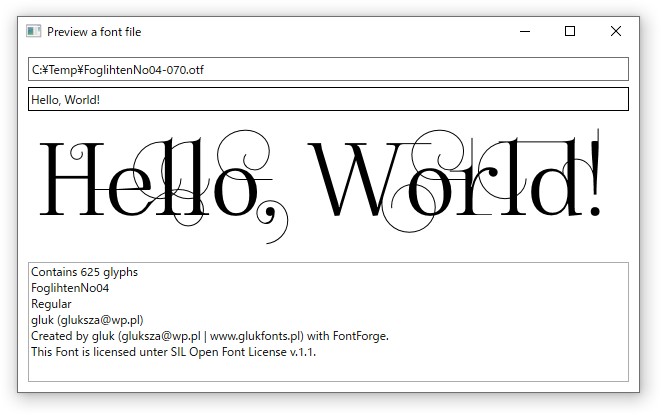 Preview a font file
C:¥Temp¥FoglihtenNo04-070.otf
Hello, World!
Hello, World!
Contains 625 glyphs
FoglihtenNo04
Regular
gluk (gluksza@wp.pl)
Created by gluk (gluksza@wp.pl | www.glukfonts.pl) with FontForge.
This Font is licensed unter SIL Open Font License v.1.1.